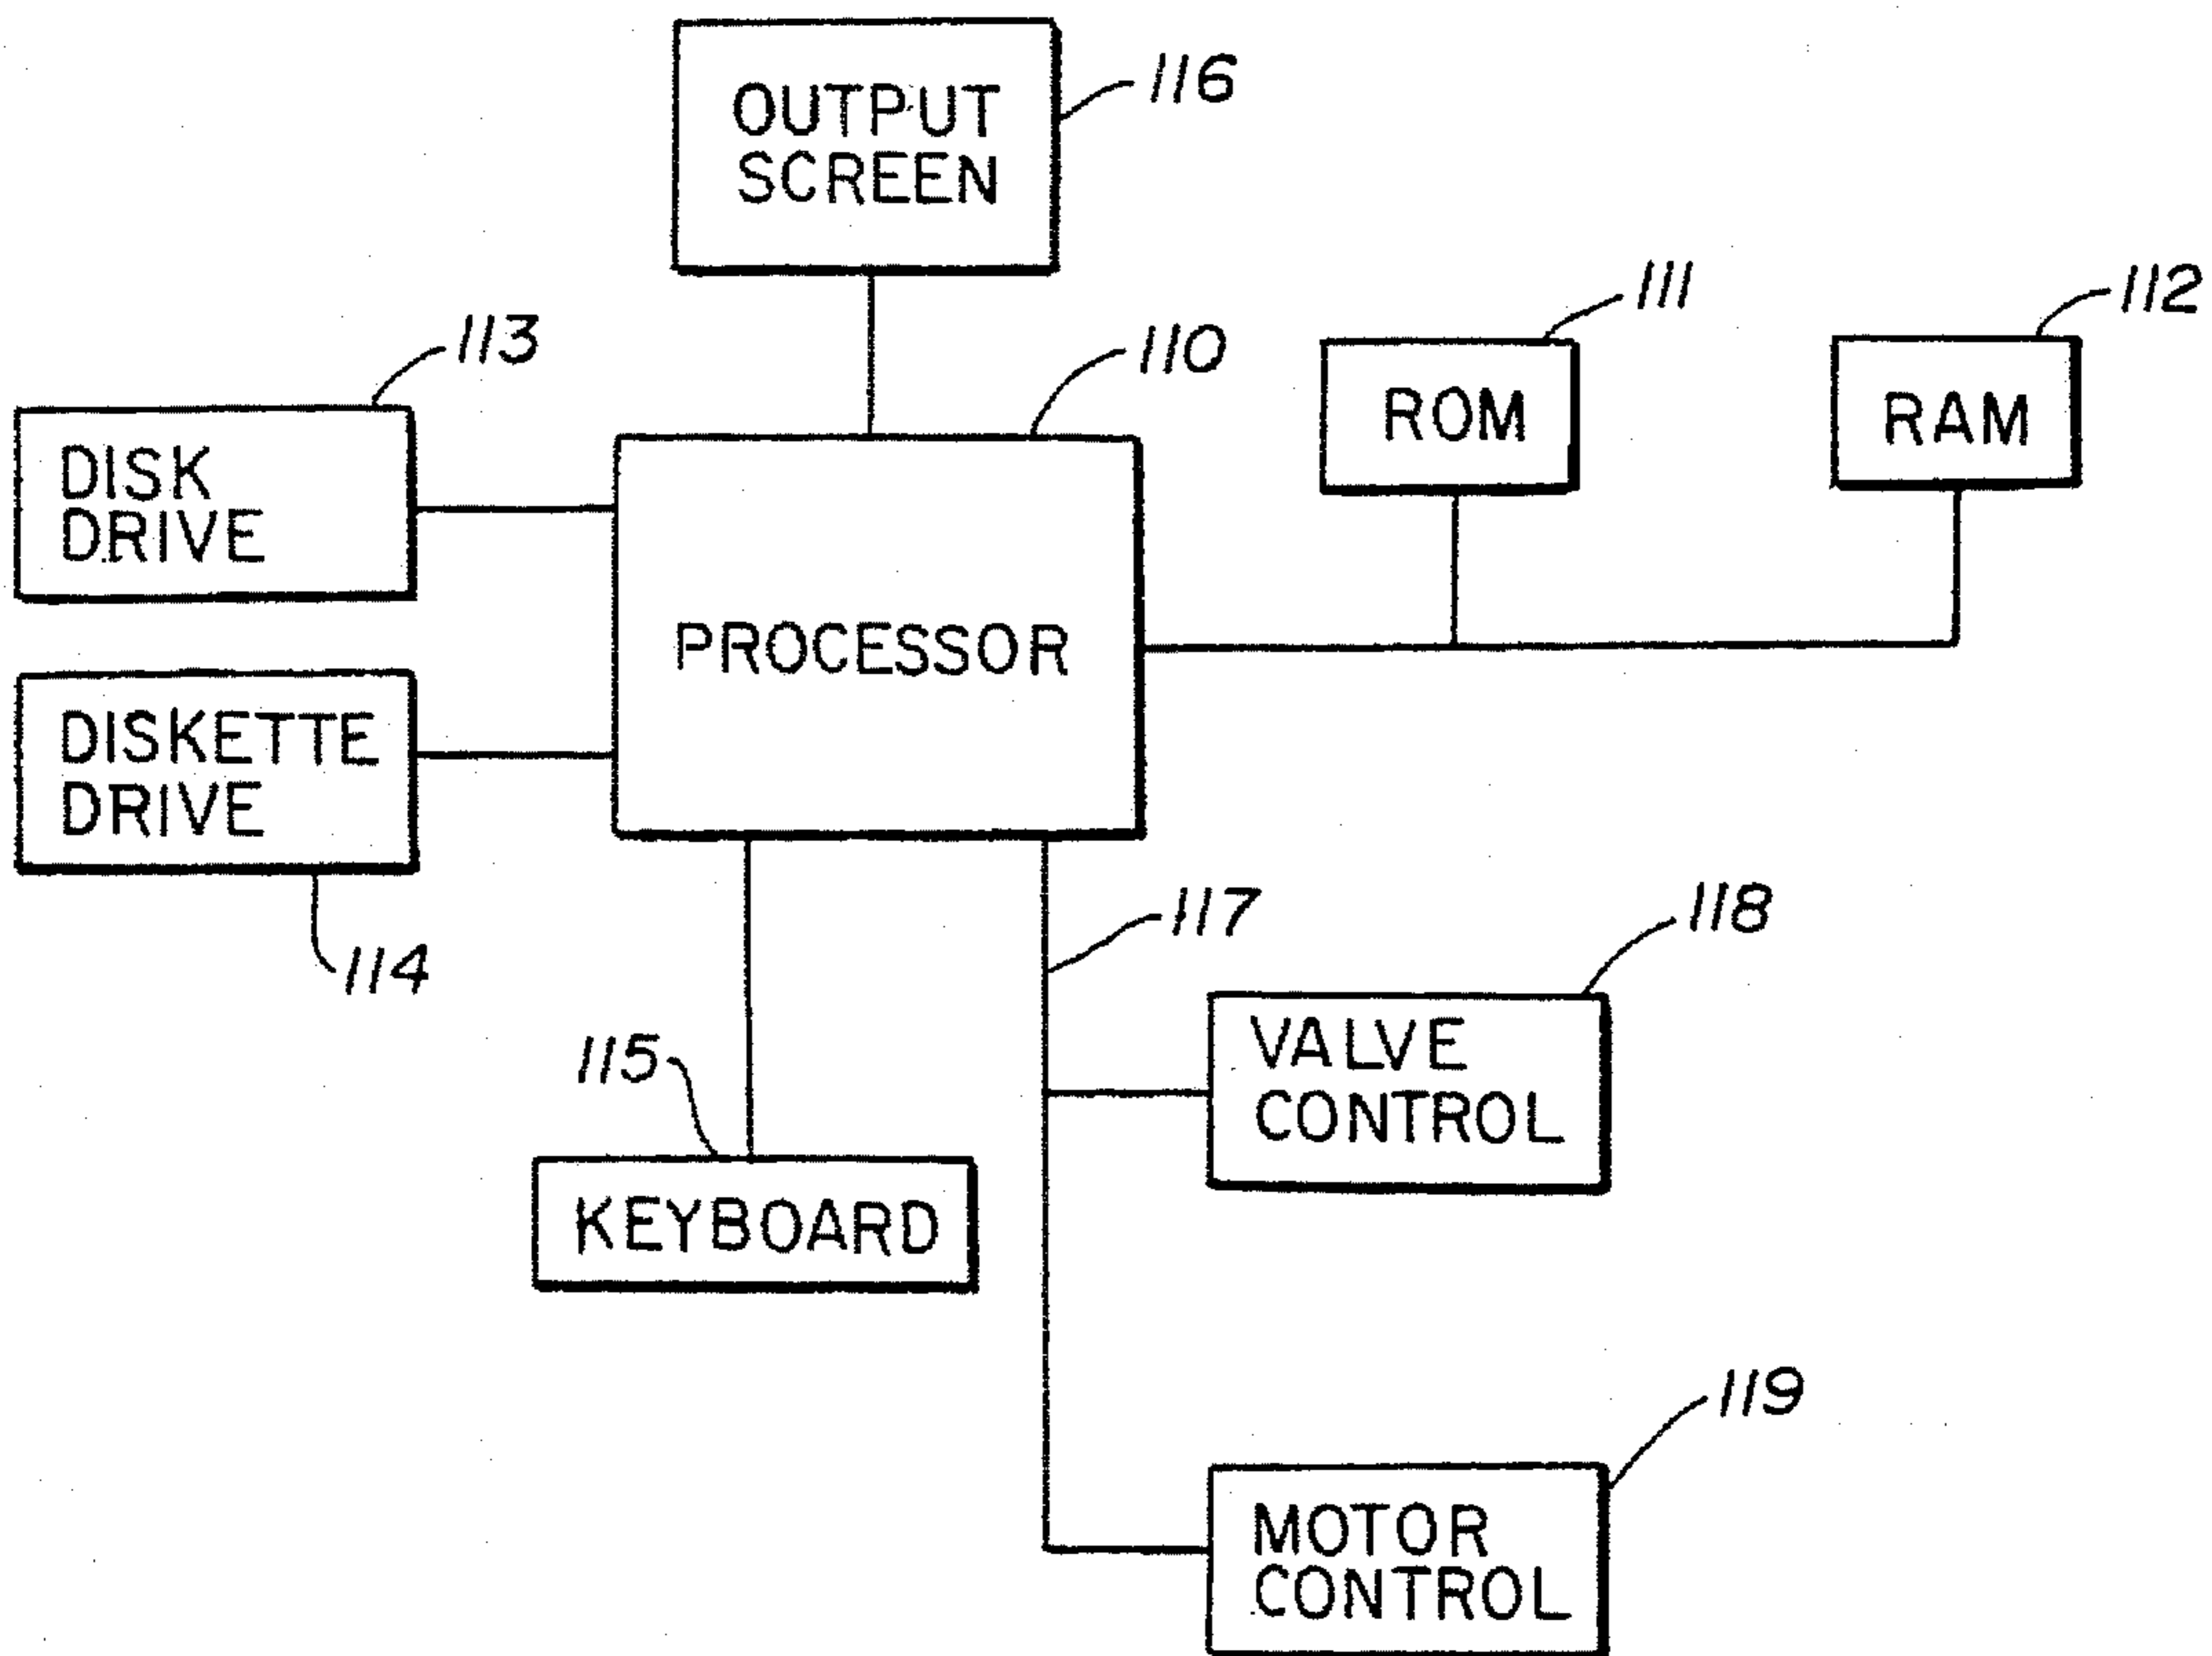 OUTPUT
SCREEN
116
113
110
111
112
DISK
DRIVE
ROM
RAM
PROCESSOR
DISKETTE
DRIVE
114
117
118
115
VALVE
CONTROL
KEYBOARD
119
MOTOR
CONTROL